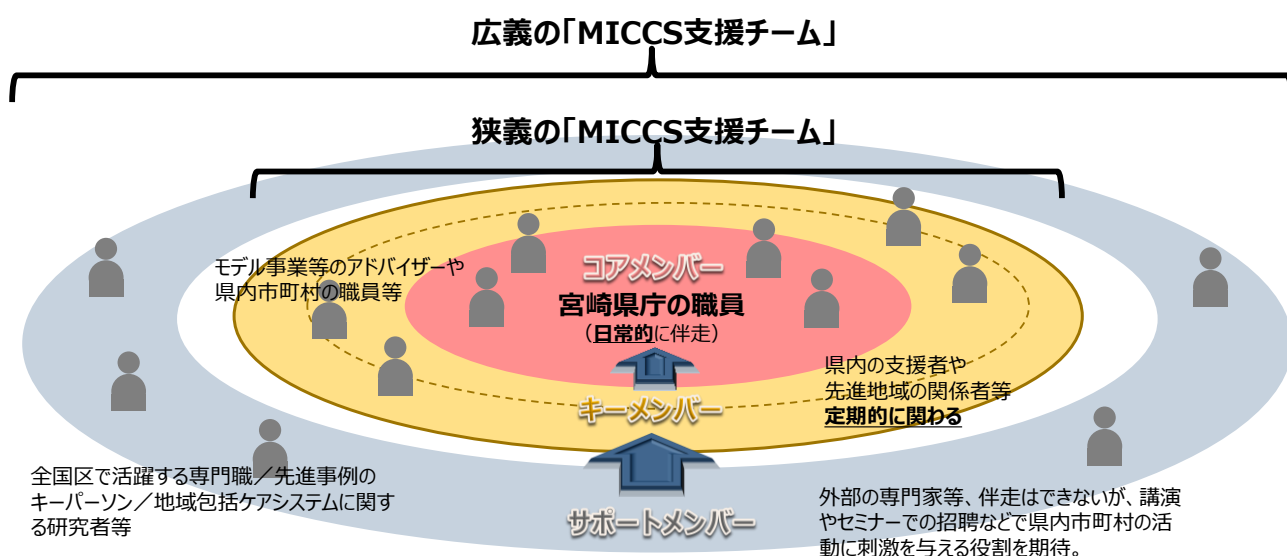 広義の「MICCS支援チーム」
狭義の「MICCS支援チーム」
モデル事業等のアドバイザーや
県内市町村の職員等
コアメンバー
宮崎県庁の職員
（日常的に伴走）
県内の支援者や
先進地域の関係者等
定期的に関わる
キーメンバー
全国区で活躍する専門職／先進事例の
キーパーソン／地域包括ケアシステムに関す
る研究者等
サポートメンバー
外部の専門家等、伴走はできないが、講演
やセミナーでの招聘などで県内市町村の活
動に刺激を与える役割を期待。